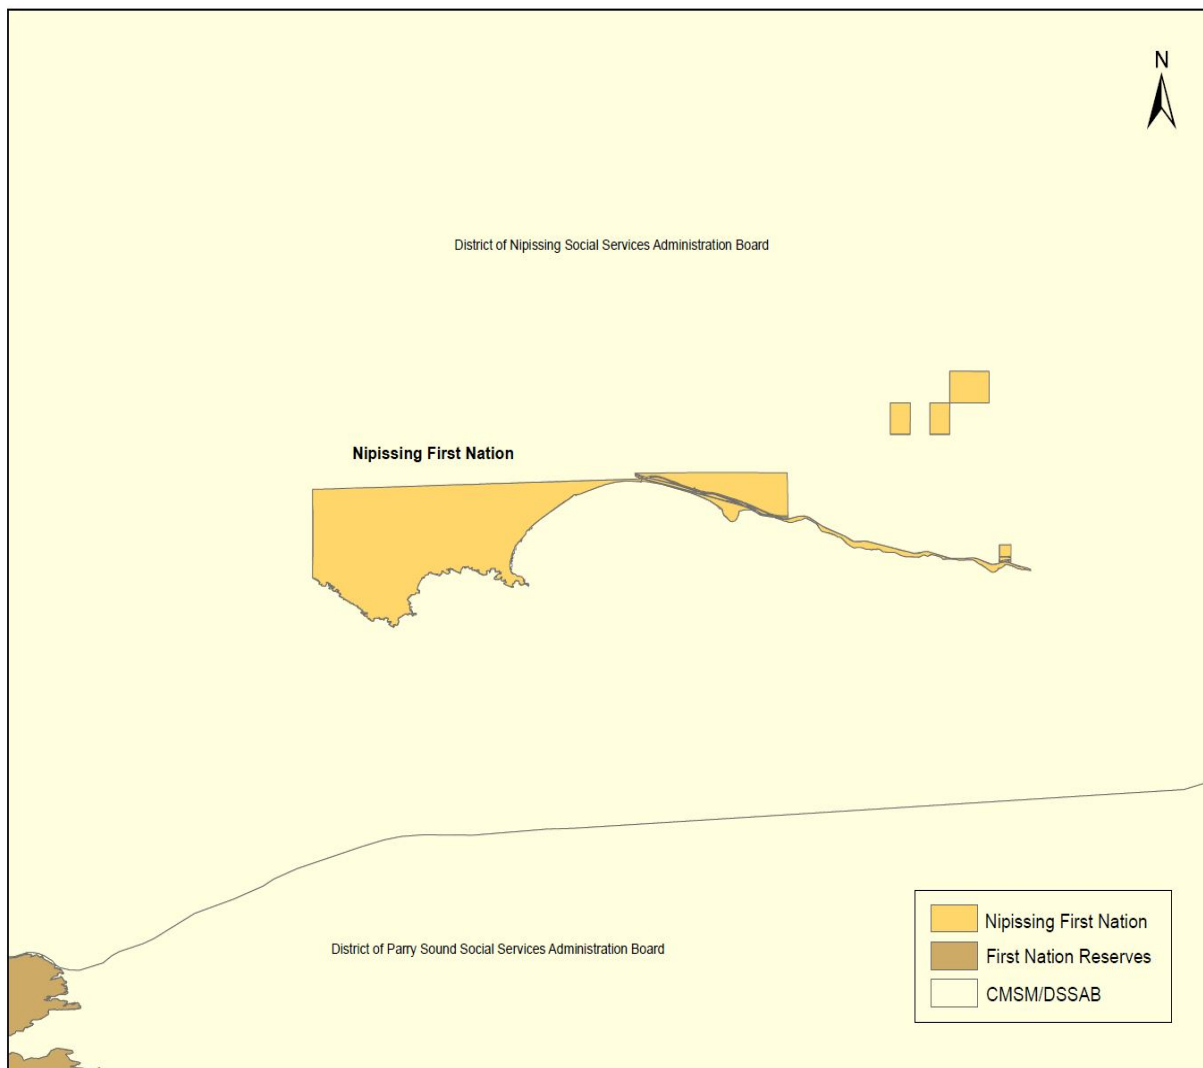 N
District of Nipissing Social Services Administration Board
Nipissing First Nation
District of Parry Sound Social Services Administration Board
Nipissing First Nation
First Nation Reserves
CMSM/DSSAB